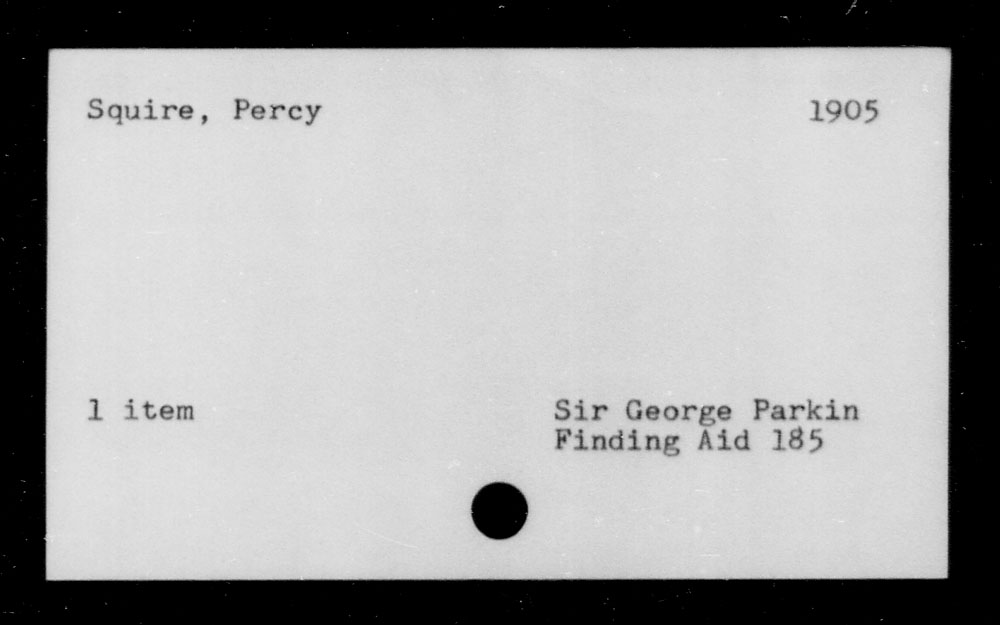 Squire, Percy 1905
1 item Sir George Parkin
Finding Aid 185